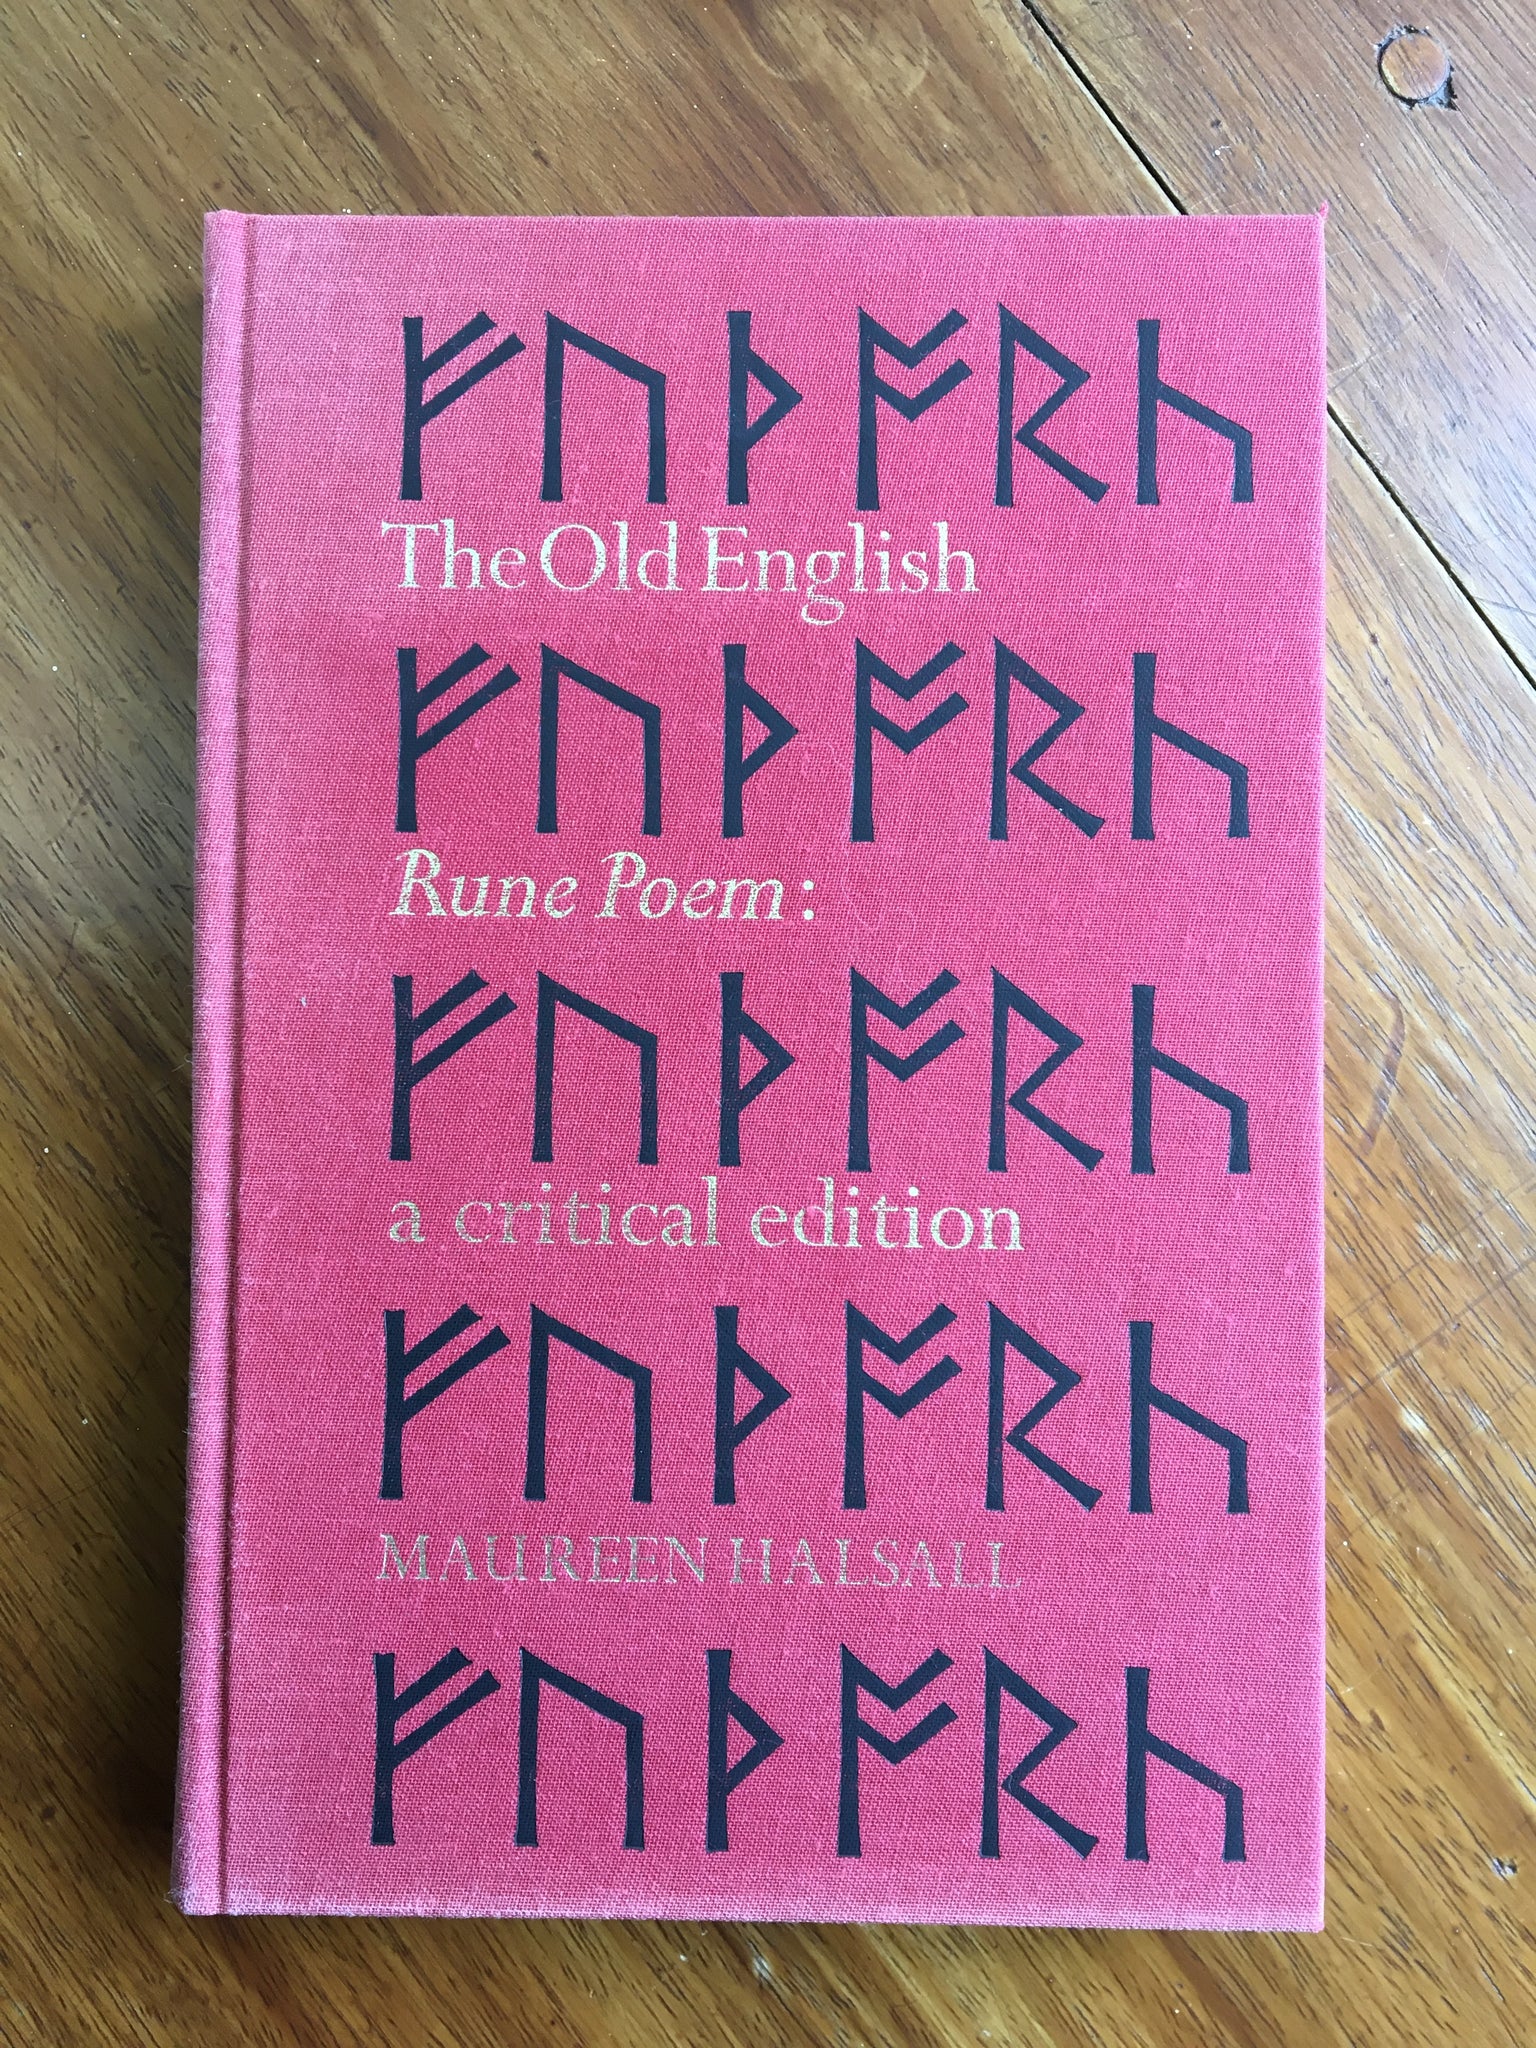 ᚠᚢᚦᚩᚱᚳ
The Old English
ᚠᚢᚦᚩᚱᚳ
Rune Poem:
ᚠᚢᚦᚩᚱᚳ
a critical edition
ᚠᚢᚦᚩᚱᚳ
MAUREEN HALSALL
ᚠᚢᚦᚩᚱᚳ